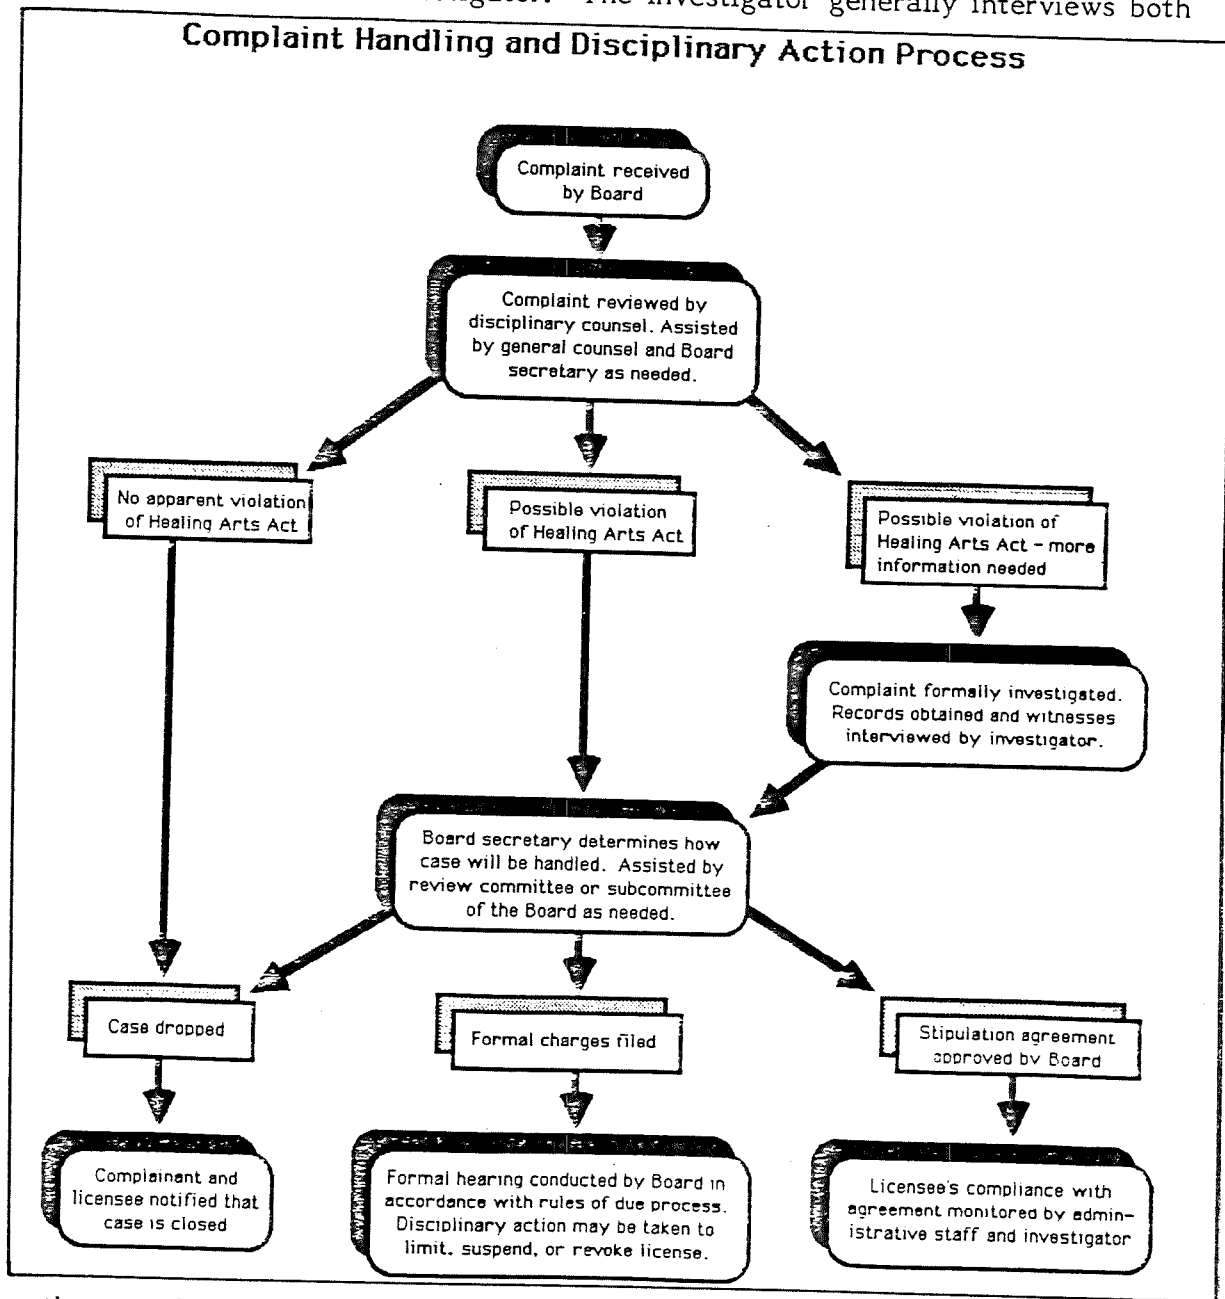 The investigator generally interviews both
Complaint Handling and Disciplinary Action Process
Complaint received
by Board
Complaint reviewed by
disciplinary counsel. Assisted
by general counsel and Board
secretary as needed.
No apparent violation
of Healing Arts Act
Possible violation
of Healing Arts Act
Possible violation of
Healing Arts Act - more
information needed
Complaint formally investigated.
Records obtained and witnesses
interviewed by investigator.
Board secretary determines how
case will be handled. Assisted by
review committee or subcommittee
of the Board as needed.
Case dropped
Formal charges filed
Stipulation agreement
approved by Board
Complainant and
licensee notified that
case is closed
Formal hearing conducted by Board in
accordance with rules of due process.
Disciplinary action may be taken to
limit, suspend, or revoke license.
Licensee's compliance with
agreement monitored by admin-
istrative staff and investigator